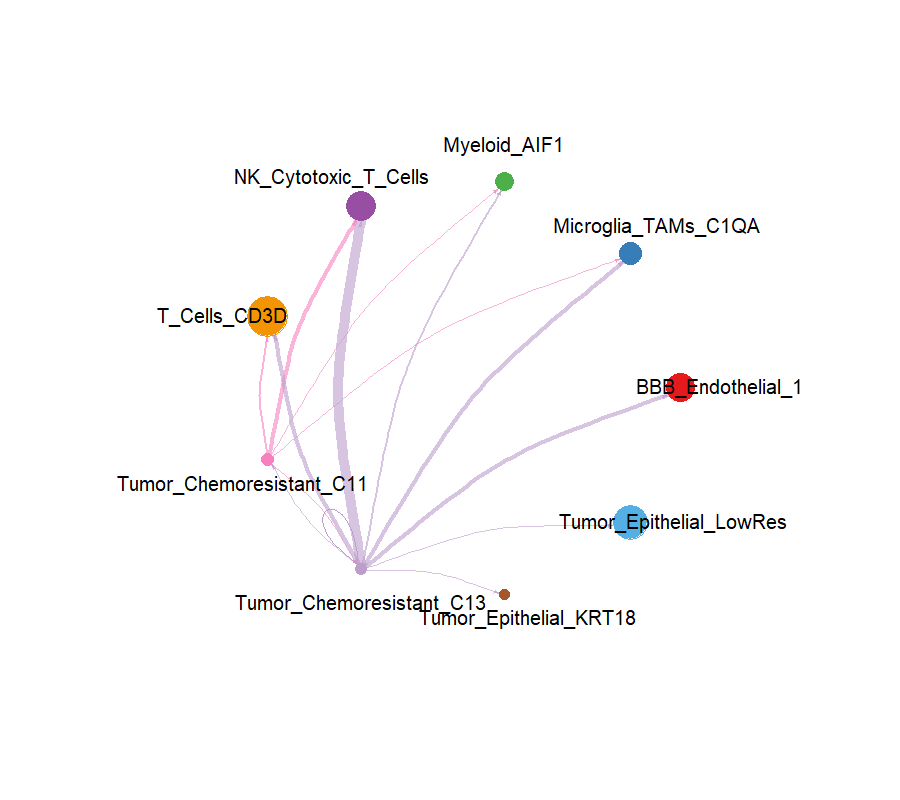 Myeloid_AIF1
NK_Cytotoxic_T_Cells
Microglia_TAMs_C1QA
T_Cells_CD3D
BBB_Endothelial_1
Tumor_Chemoresistant_C11
Tumor_Epithelial_LowRes
Tumor_Chemoresistant_C13
Tumor_Epithelial_KRT18